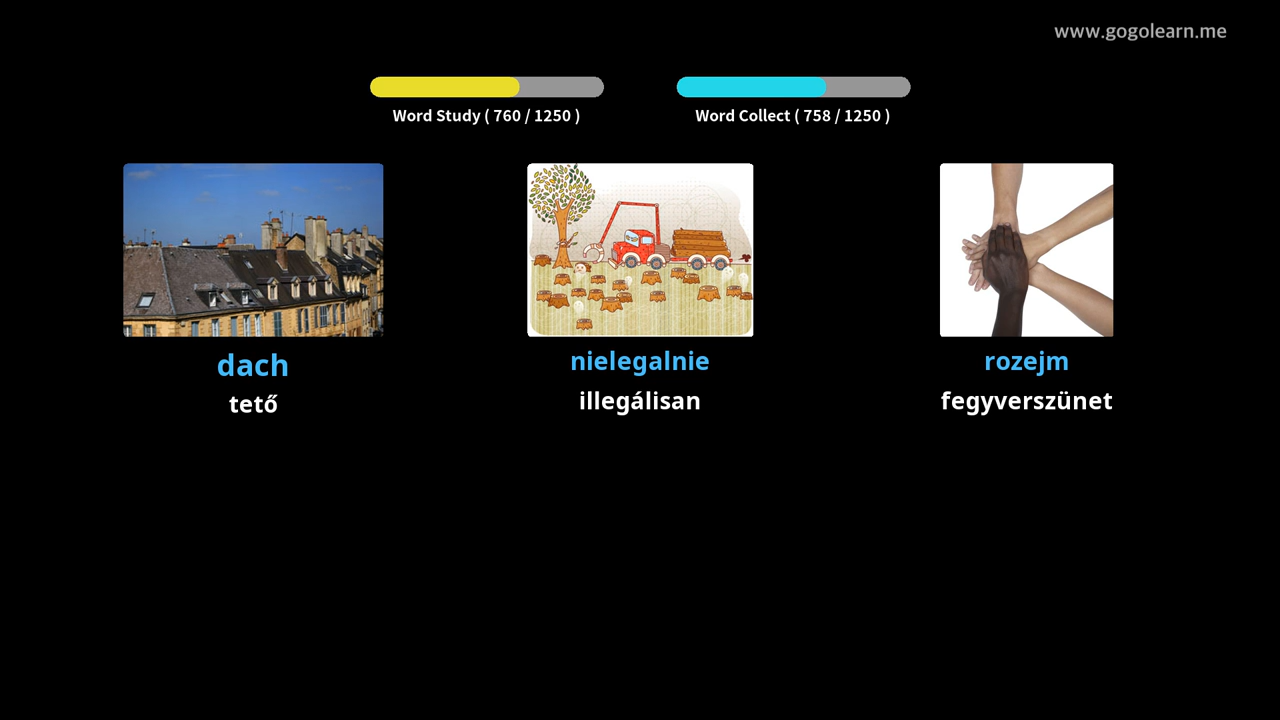 www.gogolearn.me
Word Study ( 760 / 1250 )
Word Collect ( 758 / 1250 )
dach
tető
nielegalnie
illegálisan
rozejm
fegyverszünet